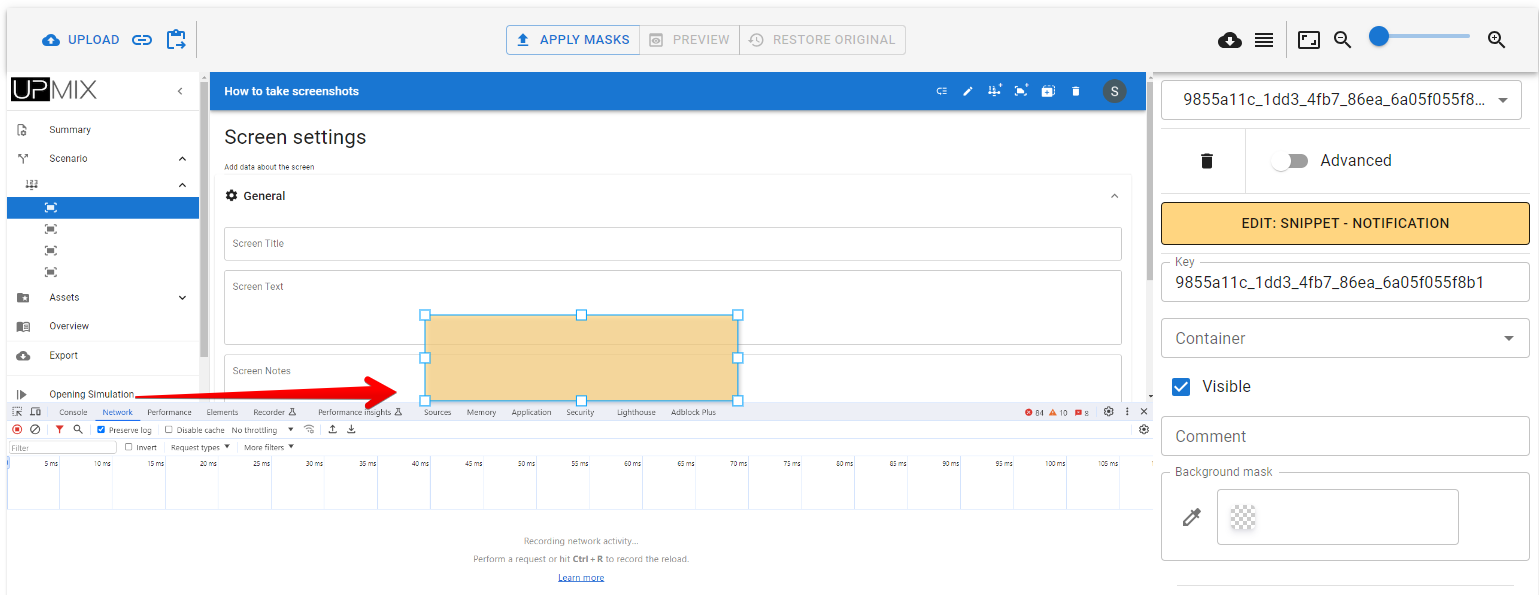 UPLOAD
APPLY MASKS
PREVIEW
RESTORE ORIGINAL
UPMIX
Summary
Scenario
123
Assets
Overview
Export
Opening Simulation
How to take screenshots
S
Screen settings
Add data about the screen
General
Screen Title
Screen Text
Screen Notes
9855a11c_1dd3_4fb7_86ea_6a05f055f8...
Advanced
EDIT: SNIPPET - NOTIFICATION
Key
9855a11c_1dd3_4fb7_86ea_6a05f055f8b1
Container
Visible
Comment
Background mask
Console Network Performance Elements Recorder Performance insights Sources Memory Application Security Lighthouse Adblock Plus 84 10 8
Preserve log Disable cache No throttling
Filter Invert Request types More filters
5 ms 10 ms 15 ms 20 ms 25 ms 30 ms 35 ms 40 ms 45 ms 50 ms 55 ms 60 ms 65 ms 70 ms 75 ms 80 ms 85 ms 90 ms 95 ms 100 ms 105 ms
Recording network activity...
Perform a request or hit Ctrl + R to record the reload.
Learn more